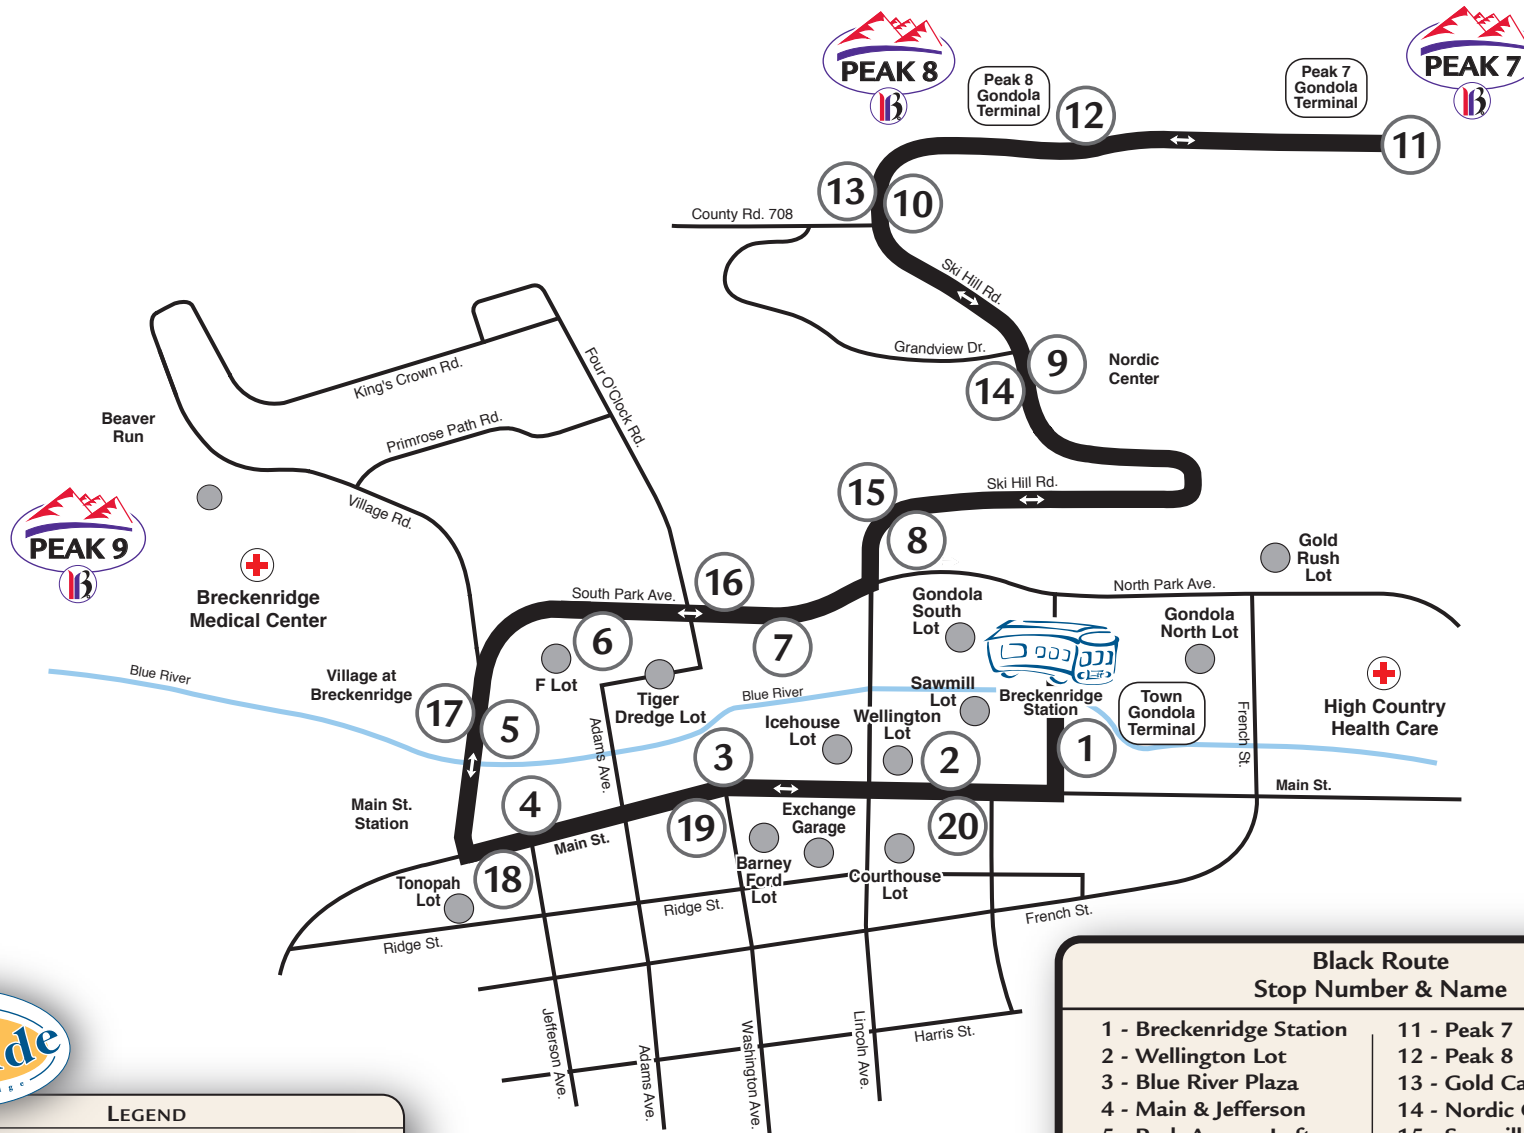 PEAK 8
Peak 8
Gondola
Terminal
12
Peak 7
Gondola
Terminal
PEAK 7
11
13
10
County Rd. 708
Ski Hill Rd.
Grandview Dr.
9
Nordic
Center
14
King's Crown Rd.
Four O'Clock Rd.
Primrose Path Rd.
Beaver
Run
Village Rd.
15
Ski Hill Rd.
8
PEAK 9
Breckenridge
Medical Center
16
South Park Ave.
6
7
North Park Ave.
Gold
Rush
Lot
Gondola
South
Lot
Gondola
North Lot
Blue River
Village at
Breckenridge
F Lot
Tiger
Dredge Lot
Blue River
Sawmill
Lot
Breckenridge
Station
Town
Gondola
Terminal
French St.
High Country
Health Care
17
5
Adams Ave.
Icehouse
Lot
Wellington
Lot
3
2
1
Main St.
Main St.
Station
4
Main St.
19
Exchange
Garage
20
Barney
Ford
Lot
Courthouse
Lot
18
Tonopah
Lot
Ridge St.
Ridge St.
French St.
Jefferson Ave.
Adams Ave.
Washington Ave.
Lincoln Ave.
Harris St.
Black Route
Stop Number & Name
1 - Breckenridge Station
2 - Wellington Lot
3 - Blue River Plaza
4 - Main & Jefferson
11 - Peak 7
12 - Peak 8
13 - Gold
14 - Nordic
LEGEND